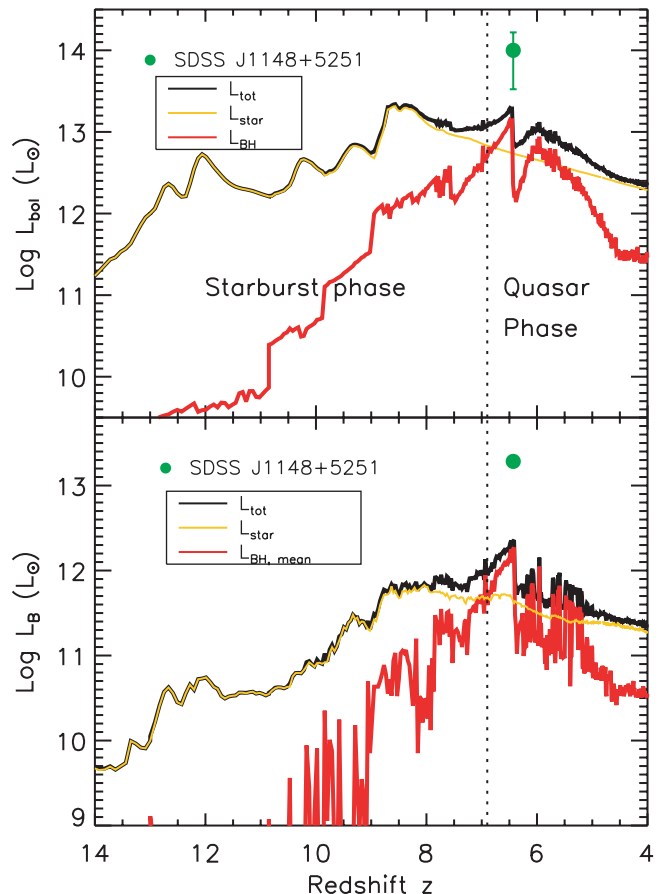 14
13
12
11
10
Log L_bol (L_⊙)
SDSS J1148+5251
L_tot
L_star
L_BH
Starburst phase
Quasar
Phase
13
12
11
10
9
Log L_B (L_⊙)
SDSS J1148+5251
L_tot
L_star
L_BH, mean
14 12 10 8 6 4
Redshift z